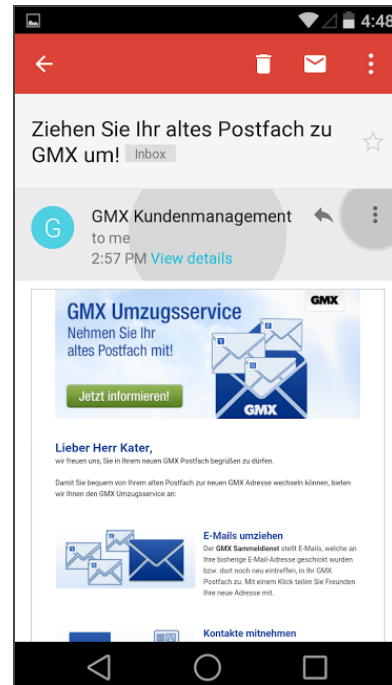 4:48
Ziehen Sie Ihr altes Postfach zu
GMX um! Inbox
G
GMX Kundenmanagement
to me
2:57 PM View details
GMX Umzugsservice
GMX
Nehmen Sie Ihr
altes Postfach mit!
Jetzt informieren!
GMX
Lieber Herr Kater,
wir freuen uns, Sie in Ihrem neuen GMX Postfach begrüßen zu dürfen.
Damit Sie bequem von Ihrem alten Postfach zur neuen GMX Adresse wechseln können, bieten
wir Ihnen den GMX Umzugsservice an:
E-Mails umziehen
Der GMX Sammeldienst stellt E-Mails, welche an
Ihre bisherige E-Mail-Adresse geschickt wurden
bzw. dort noch neu eintreffen, in Ihr GMX
Postfach zu. Mit einem Klick teilen Sie Freunden
Ihre neue Adresse mit.
Kontakte mitnehmen